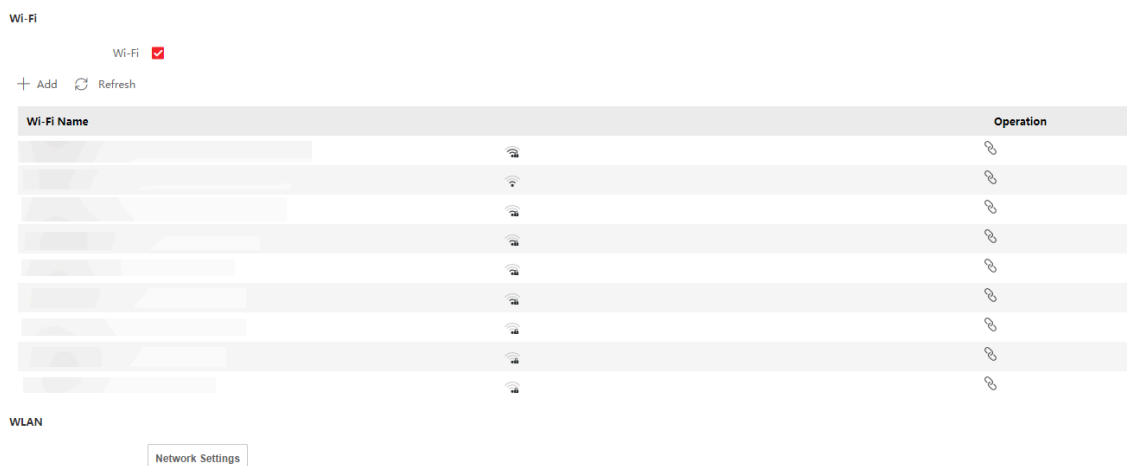 Wi-Fi
Wi-Fi
Add Refresh
Wi-Fi Name Operation
WLAN
Network Settings